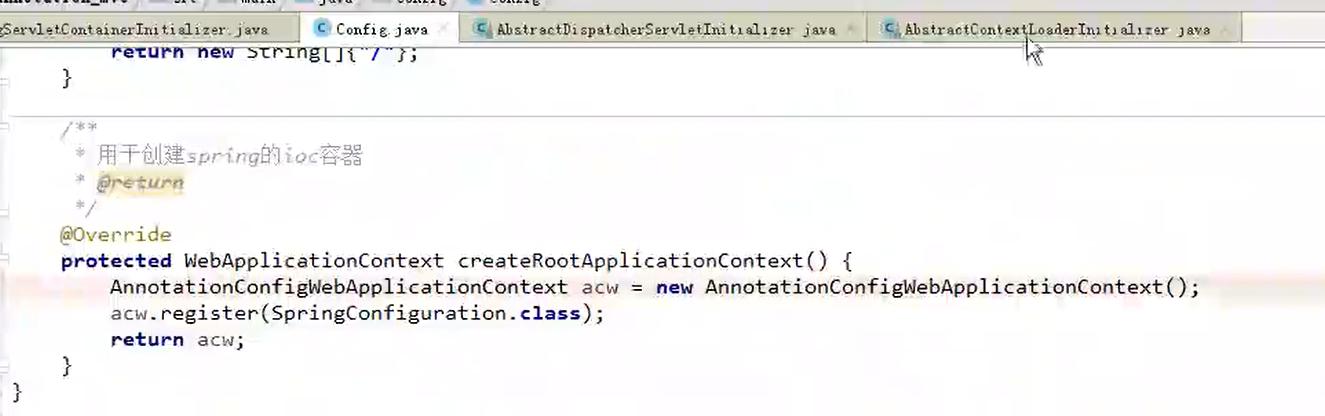 ServletContainerInitializer.java Config.java AbstractDispatcherServletInitializer.java AbstractContextLoaderInitializer.java
return new String[]{"/"};
}
/**
* 用于创建spring的ioc容器
* @return
*/
@Override
protected WebApplicationContext createRootApplicationContext() {
AnnotationConfigWebApplicationContext acw = new AnnotationConfigWebApplicationContext();
acw.register(SpringConfiguration.class);
return acw;
}
}